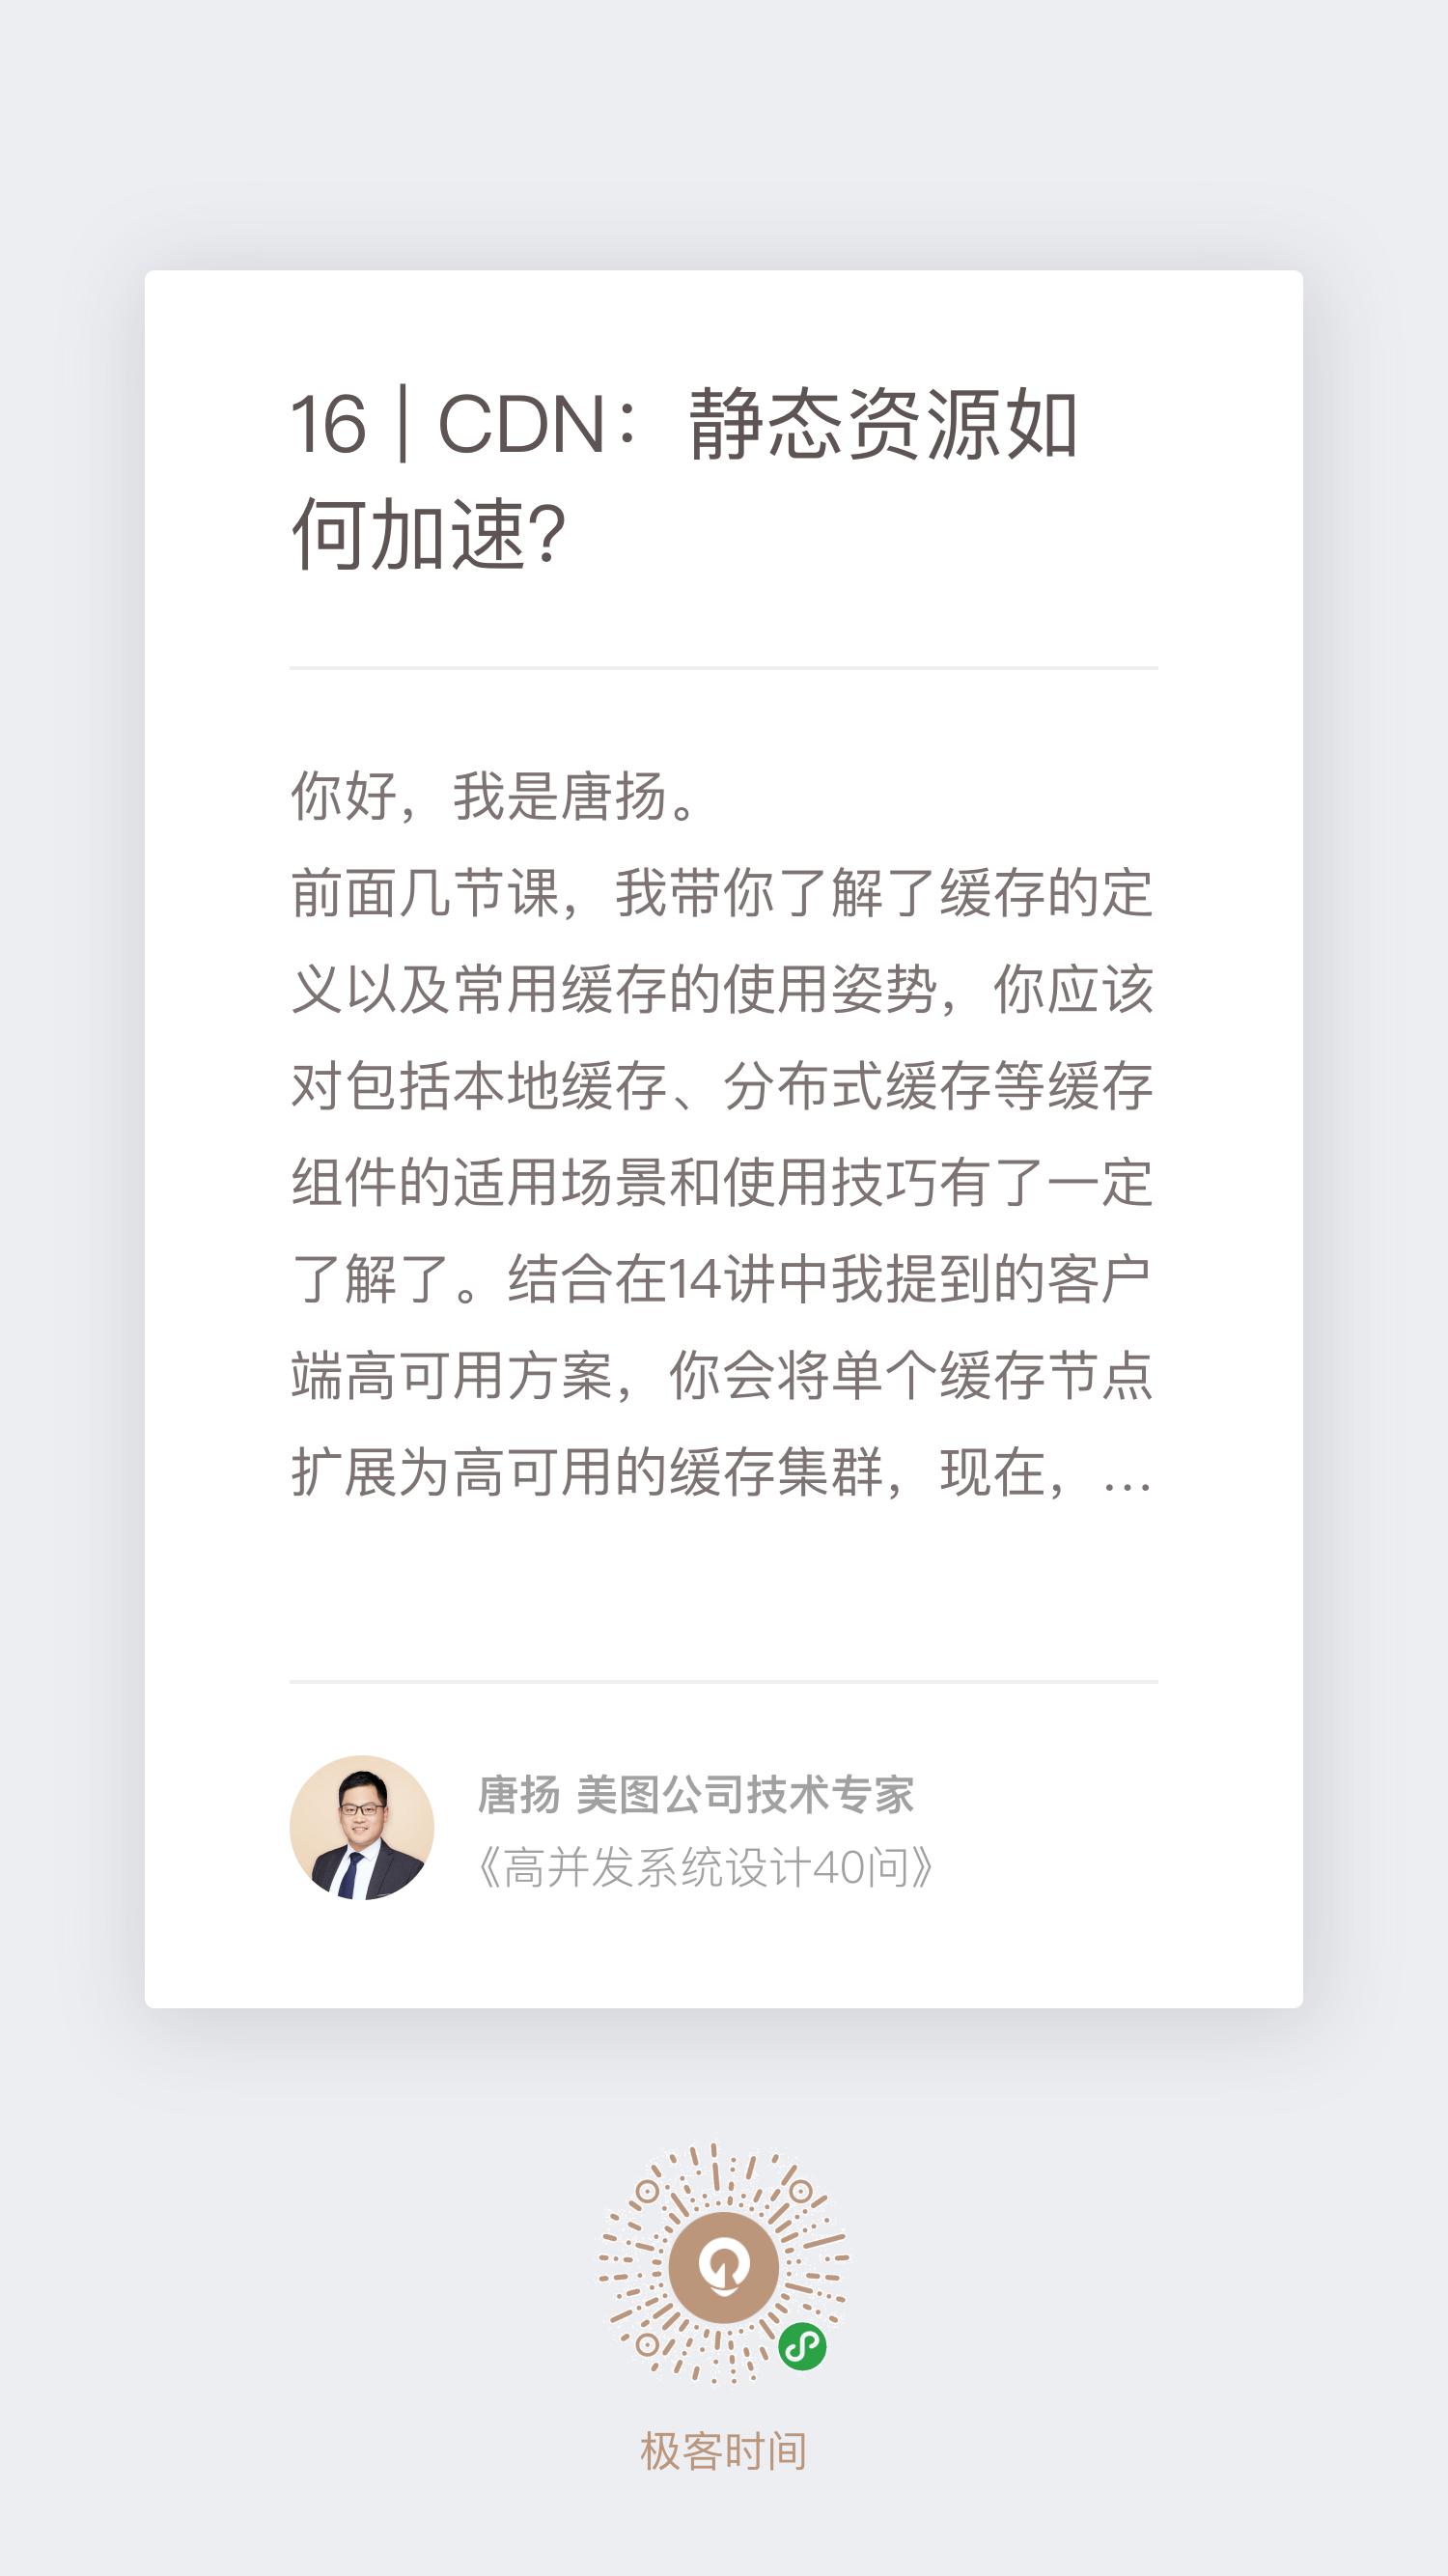 16 | CDN：静态资源如
何加速？
你好，我是唐扬。
前面几节课，我带你了解了缓存的定
义以及常用缓存的使用姿势，你应该
对包括本地缓存、分布式缓存等缓存
组件的适用场景和使用技巧有了一定
了解了。结合在14讲中我提到的客户
端高可用方案，你会将单个缓存节点
扩展为高可用的缓存集群，现在，...
唐扬 美图公司技术专家
《高并发系统设计40问》
极客时间